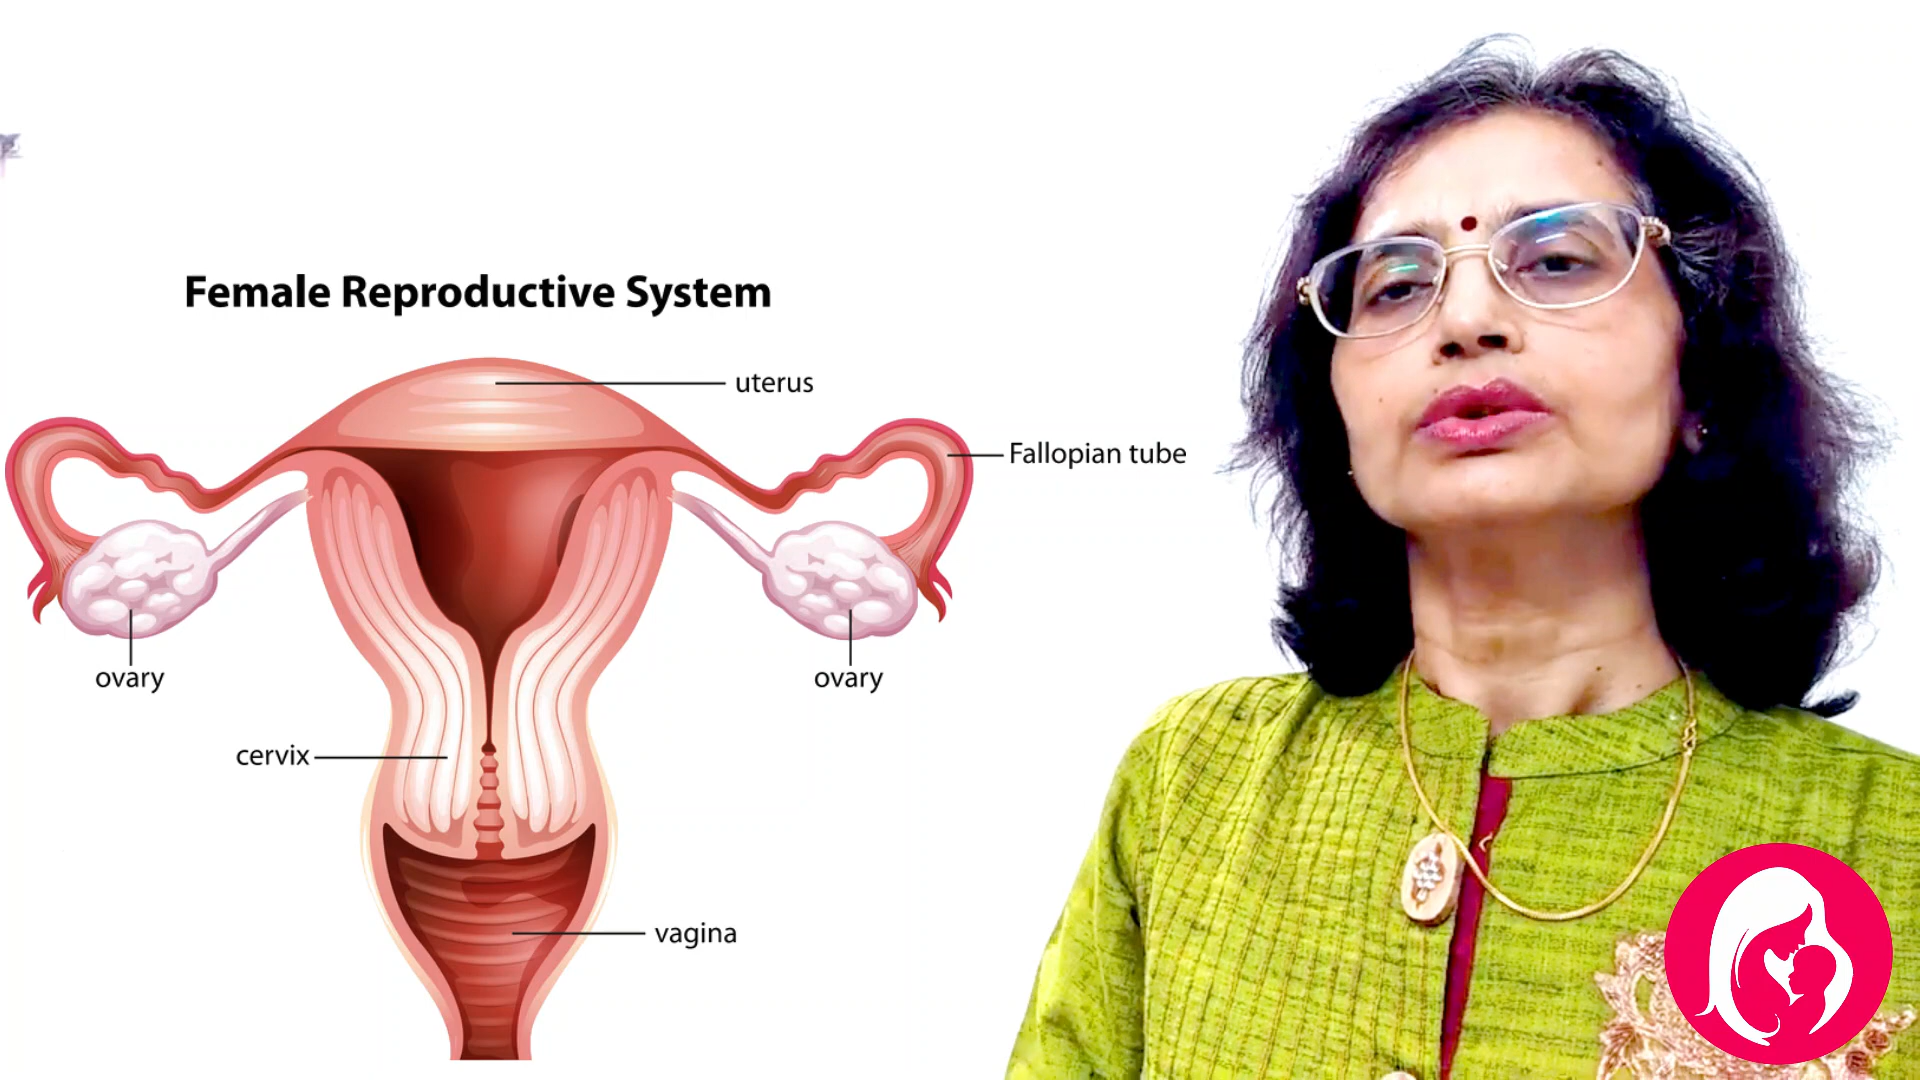 Female Reproductive System
uterus
Fallopian tube
ovary
ovary
cervix
vagina